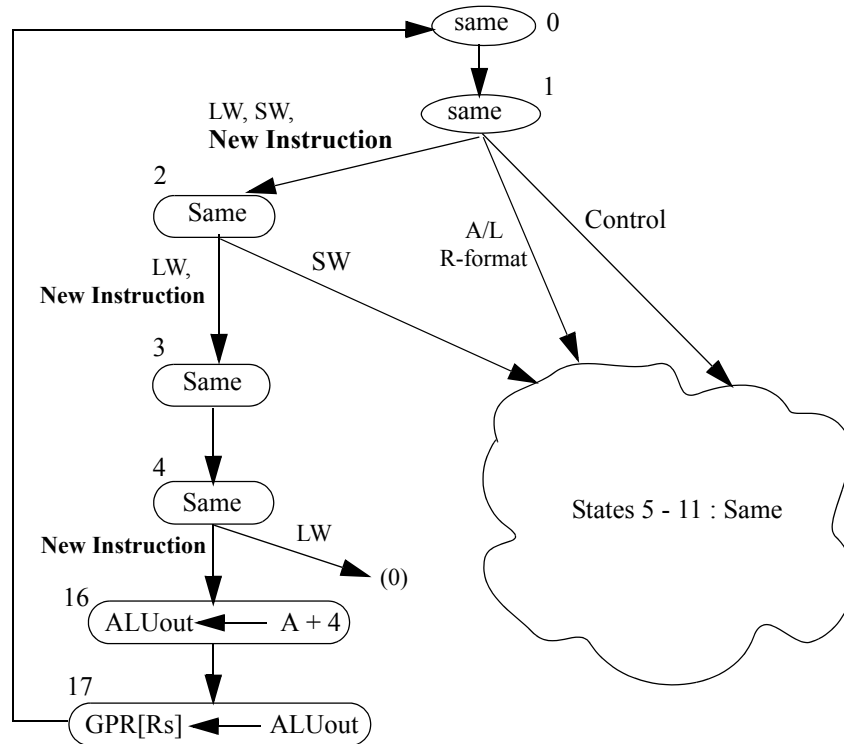 same
0
1
same
LW, SW,
New Instruction
2
Same
A/L
R-format
Control
LW,
New Instruction
SW
3
Same
4
Same
States 5 - 11 : Same
New Instruction
LW
(0)
16
ALUout A + 4
17
GPR[Rs] ALUout